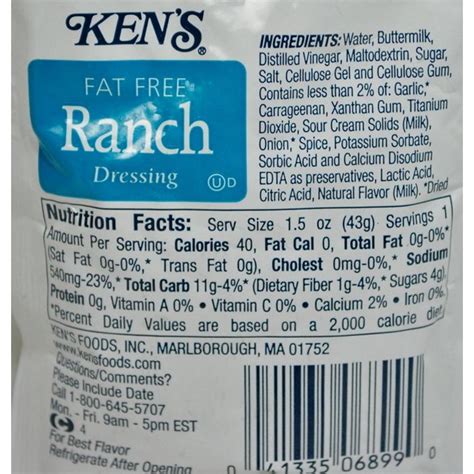 KEN'S®
FAT FREE
Ranch
Dressing
UD
INGREDIENTS: Water, Buttermilk,
Distilled Vinegar, Maltodextrin, Sugar,
Salt, Cellulose Gel and Cellulose Gum,
Contains less than 2% of: Garlic,*
Carrageenan, Xanthan Gum, Titanium
Dioxide, Sour Cream Solids (Milk),
Onion,* Spice, Potassium Sorbate,
Sorbic Acid and Calcium Disodium
EDTA as preservatives, Lactic Acid,
Citric Acid, Natural Flavor (Milk). *Dried
Nutrition Facts: Serv Size 1.5 oz (43g) Servings 1
Amount Per Serving: Calories 40, Fat Cal 0, Total Fat 0g-0%*
(Sat Fat 0g-0%,* Trans Fat 0g), Cholest 0mg-0%,* Sodium
540mg-23%,* Total Carb 11g-4%* (Dietary Fiber 1g-4%,* Sugars 4g),
Protein 0g, Vitamin A 0% • Vitamin C 0% • Calcium 2% • Iron 0%.
*Percent Daily Values are based on a 2,000 calorie diet.
KEN'S FOODS, INC., MARLBOROUGH, MA 01752
www.kensfoods.com
Questions/Comments?
Please Include Date
Call 1-800-645-5707
Mon. - Fri. 9am - 5pm EST
4
For Best Flavor
Refrigerate After Opening
0 41335 06899 0